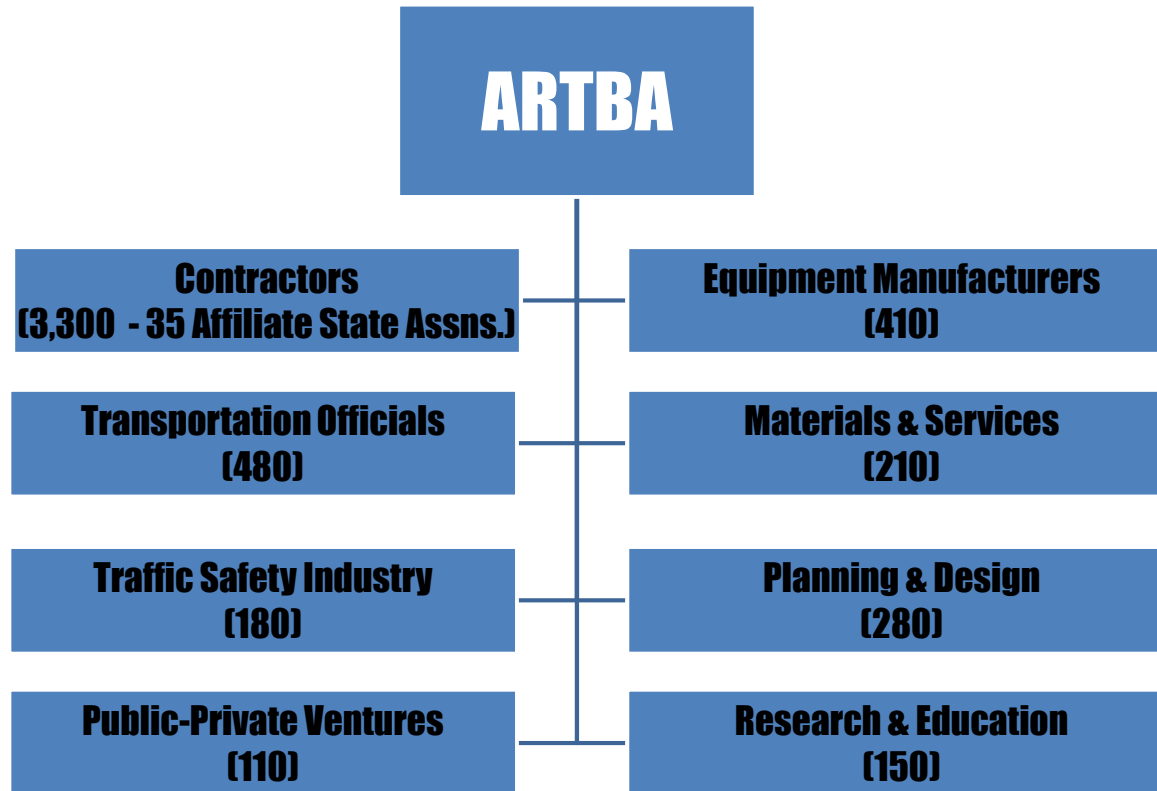 ARTBA
Contractors
(3,300 - 35 Affiliate State Assns.)
Equipment Manufacturers
(410)
Transportation Officials
(480)
Materials & Services
(210)
Traffic Safety Industry
(180)
Planning & Design
(280)
Public-Private Ventures
(110)
Research & Education
(150)